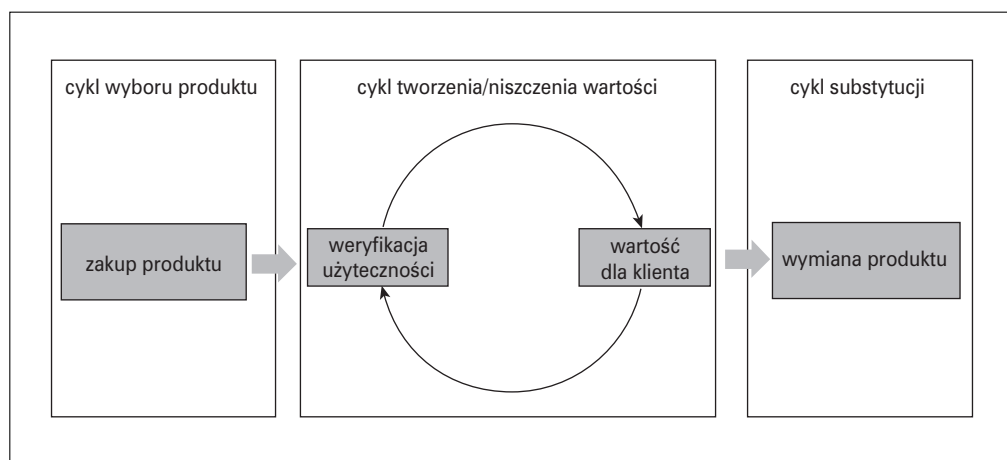 cykl wyboru produktu
zakup produktu
cykl tworzenia/niszczenia wartości
weryfikacja
użyteczności
wartość
dla klienta
cykl substytucji
wymiana produktu